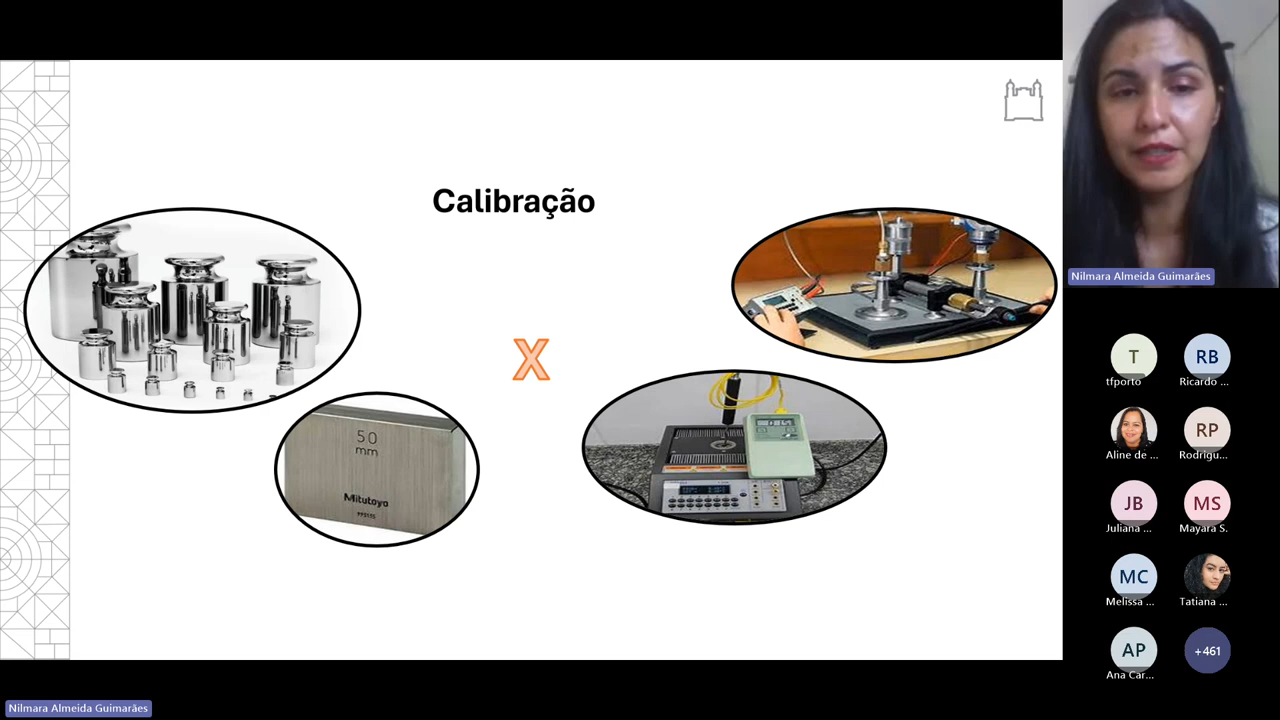 Calibração
X
50
mm
Mitutoyo
Nilmara Almeida Guimarães
T
tfporto
RB
Ricardo ...
Aline de ...
RP
Rodrigu...
JB
Juliana ...
MS
Mayara S.
MC
Melissa ...
Tatiana ...
AP
Ana Car...
+461
Nilmara Almeida Guimarães